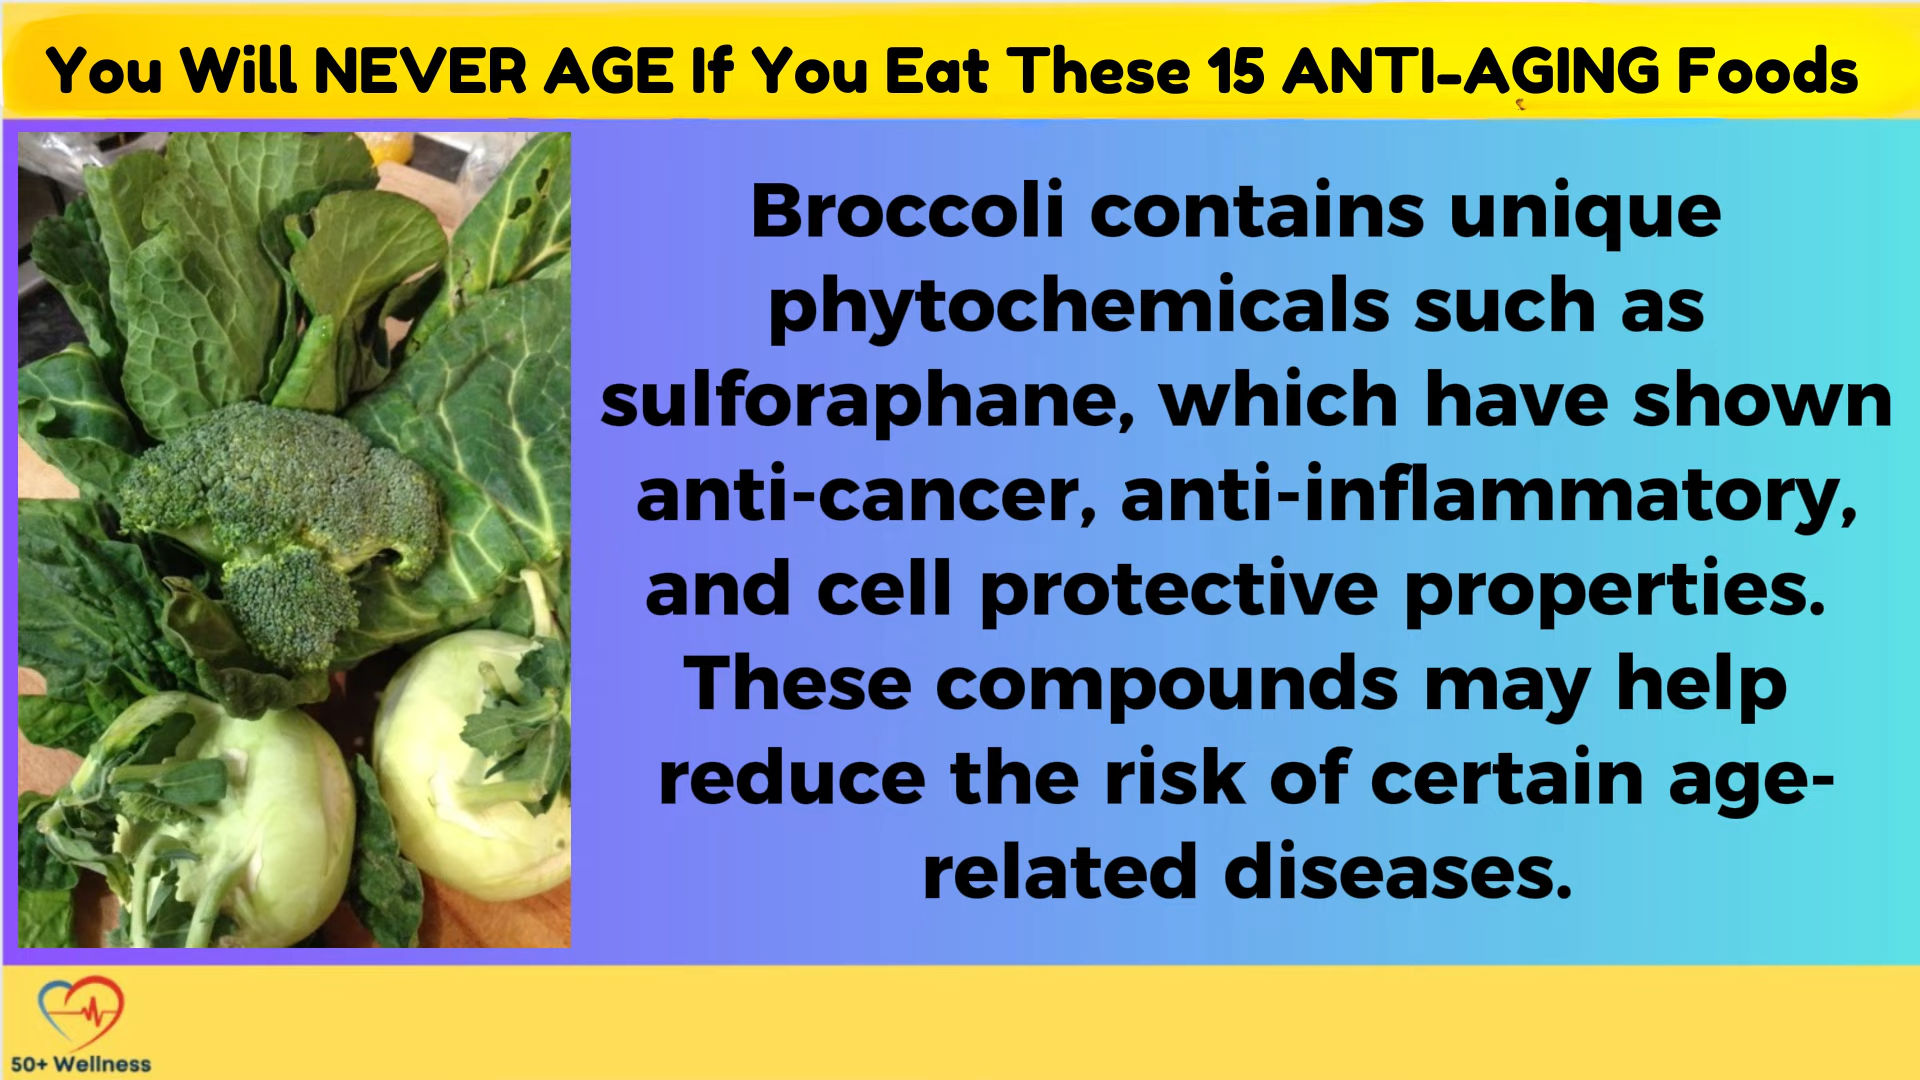 You Will NEVER AGE If You Eat These 15 ANTI-AGING Foods
Broccoli contains unique
phytochemicals such as
sulforaphane, which have shown
anti-cancer, anti-inflammatory,
and cell protective properties.
These compounds may help
reduce the risk of certain age-
related diseases.
50+ Wellness